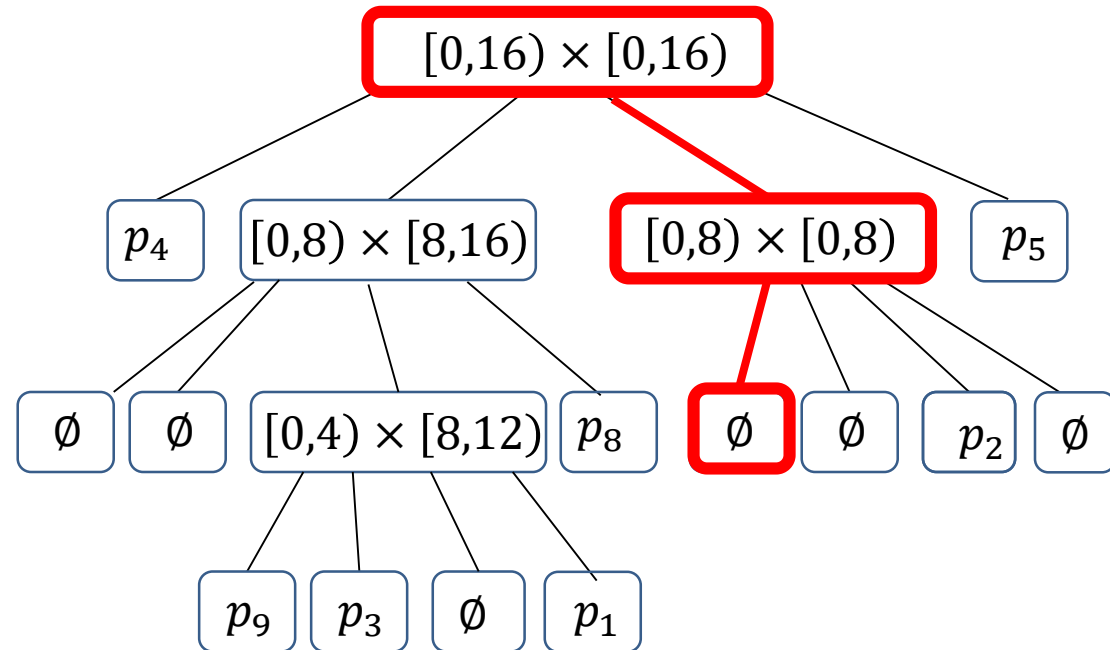 [0,16) × [0,16)
p₄ [0,8) × [8,16) [0,8) × [0,8) p₅
∅ ∅ [0,4) × [8,12) p₈ ∅ ∅ p₂ ∅
p₉ p₃ ∅ p₁